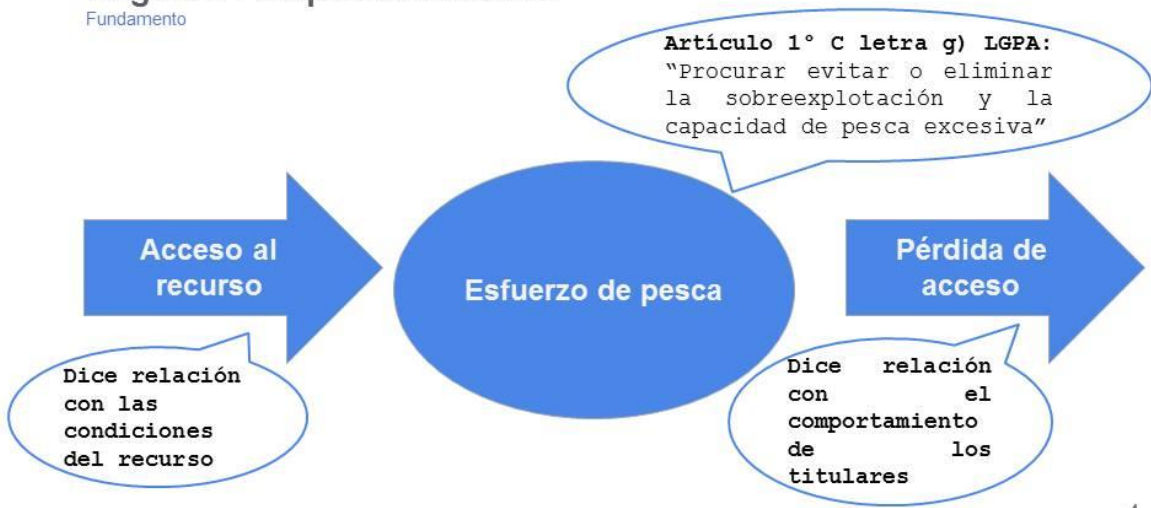 Fundamento
Artículo 1° C letra g) LGPA:
“Procurar evitar o eliminar
la sobreexplotación y la
capacidad de pesca excesiva”
Acceso al
recurso
Esfuerzo de pesca
Pérdida de
acceso
Dice relación
con las
condiciones
del recurso
Dice relación
con el
comportamiento
de los
titulares